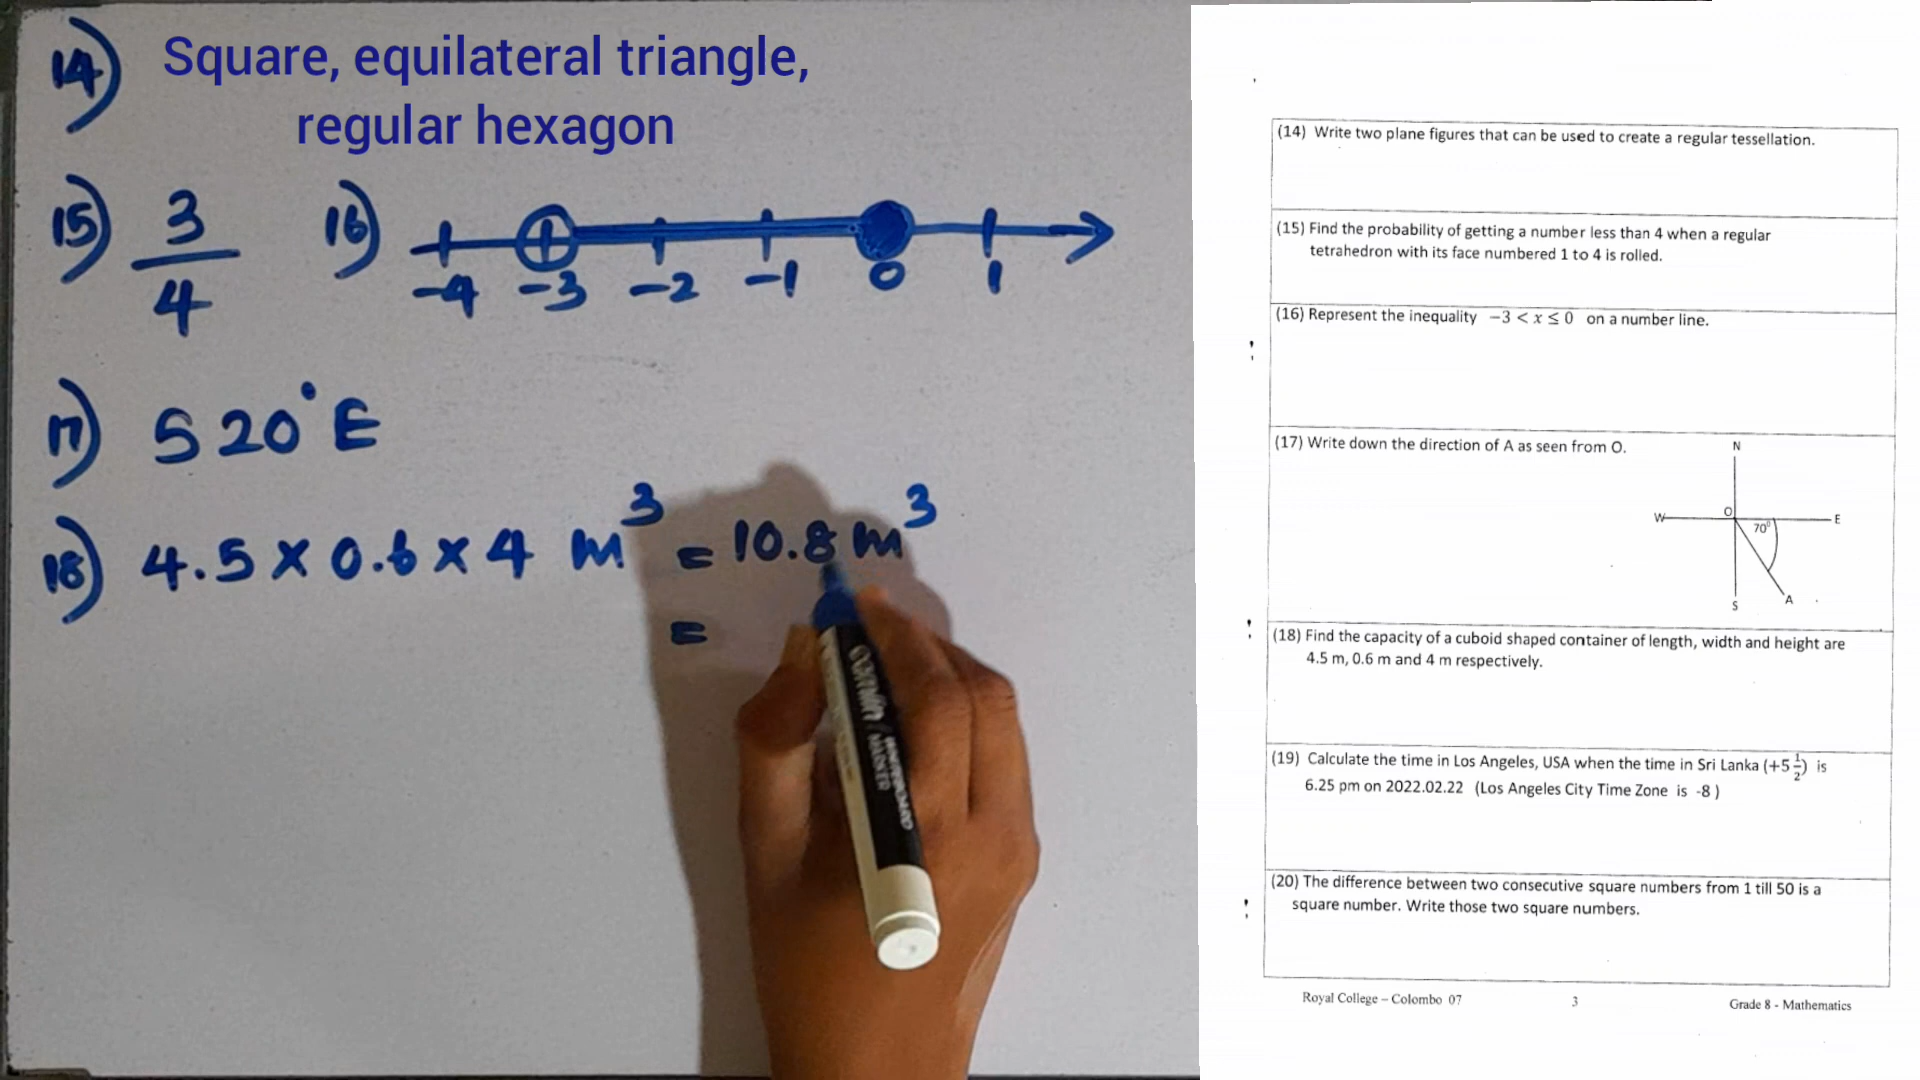 14) Square, equilateral triangle,
regular hexagon
15) 3/4
16) -4 -3 -2 -1 0 1
17) S 20° E
18) 4.5 × 0.6 × 4 m³ = 10.8 m³
=
camlin / WHITEBOARD
MARKER
(14) Write two plane figures that can be used to create a regular tessellation.
(15) Find the probability of getting a number less than 4 when a regular
tetrahedron with its face numbered 1 to 4 is rolled.
(16) Represent the inequality −3 < x ≤ 0 on a number line.
(17) Write down the direction of A as seen from O.
N
W O E
70°
S A
(18) Find the capacity of a cuboid shaped container of length, width and height are
4.5 m, 0.6 m and 4 m respectively.
(19) Calculate the time in Los Angeles, USA when the time in Sri Lanka (+5 1/2) is
6.25 pm on 2022.02.22 (Los Angeles City Time Zone is -8 )
(20) The difference between two consecutive square numbers from 1 till 50 is a
square number. Write those two square numbers.
Royal College – Colombo 07 3 Grade 8 - Mathematics